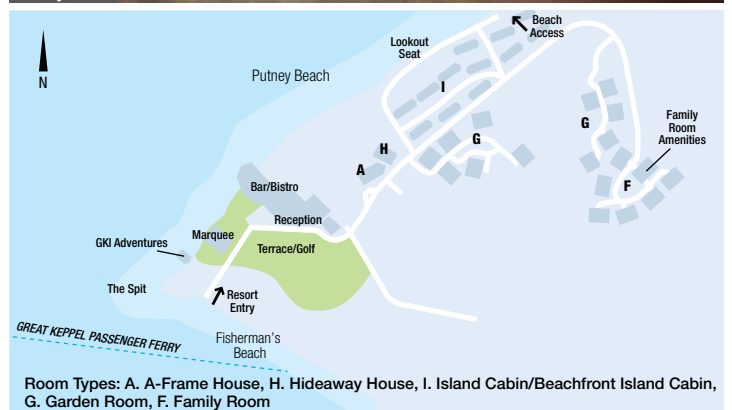 Beach
Access
Lookout
Seat
N
Putney Beach
I
Family
Room
Amenities
G
G
H
A
F
Bar/Bistro
Reception
Marquee
GKI Adventures
Terrace/Golf
The Spit
Resort
Entry
GREAT KEPPEL PASSENGER FERRY
Fisherman's
Beach
Room Types: A. A-Frame House, H. Hideaway House, I. Island Cabin/Beachfront Island Cabin,
G. Garden Room, F. Family Room